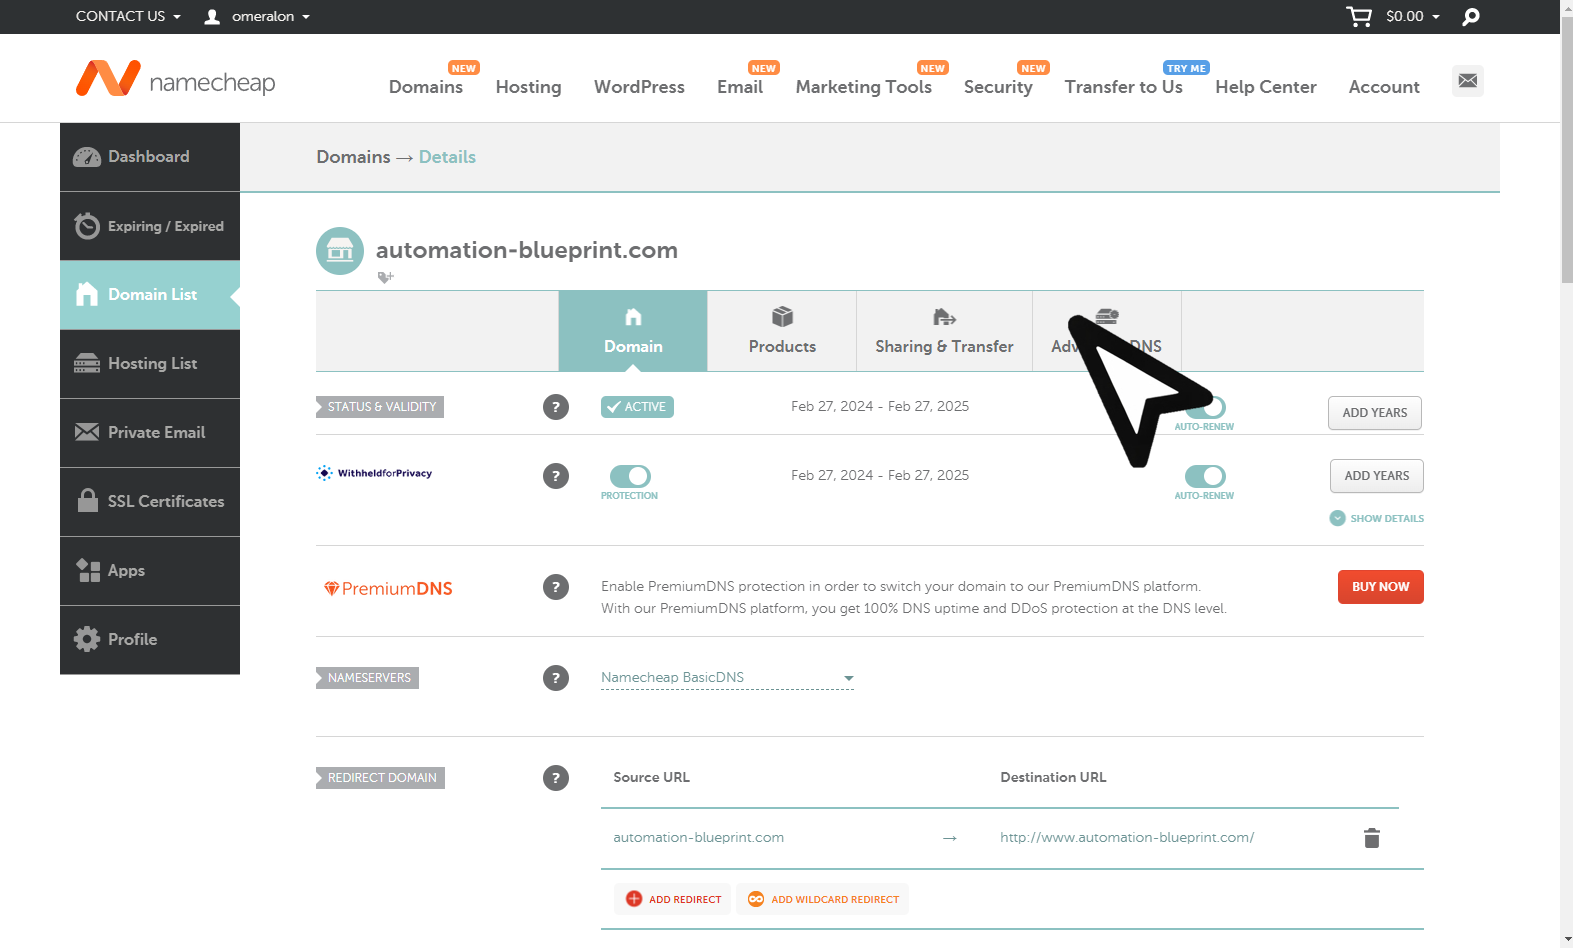 CONTACT US omeralon $0.00
namecheap
NEW NEW NEW NEW TRY ME
Domains Hosting WordPress Email Marketing Tools Security Transfer to Us Help Center Account
Dashboard
Expiring / Expired
Domain List
Hosting List
Private Email
SSL Certificates
Apps
Profile
Domains → Details
automation-blueprint.com
Domain Products Sharing & Transfer DNS
STATUS & VALIDITY ? ACTIVE Feb 27, 2024 - Feb 27, 2025 AUTO-RENEW ADD YEARS
WithheldforPrivacy ? PROTECTION Feb 27, 2024 - Feb 27, 2025 AUTO-RENEW ADD YEARS
SHOW DETAILS
PremiumDNS ? Enable PremiumDNS protection in order to switch your domain to our PremiumDNS platform. BUY NOW
With our PremiumDNS platform, you get 100% DNS uptime and DDoS protection at the DNS level.
NAMESERVERS ? Namecheap BasicDNS
REDIRECT DOMAIN ? Source URL Destination URL
automation-blueprint.com → http://www.automation-blueprint.com/
ADD REDIRECT ADD WILDCARD REDIRECT